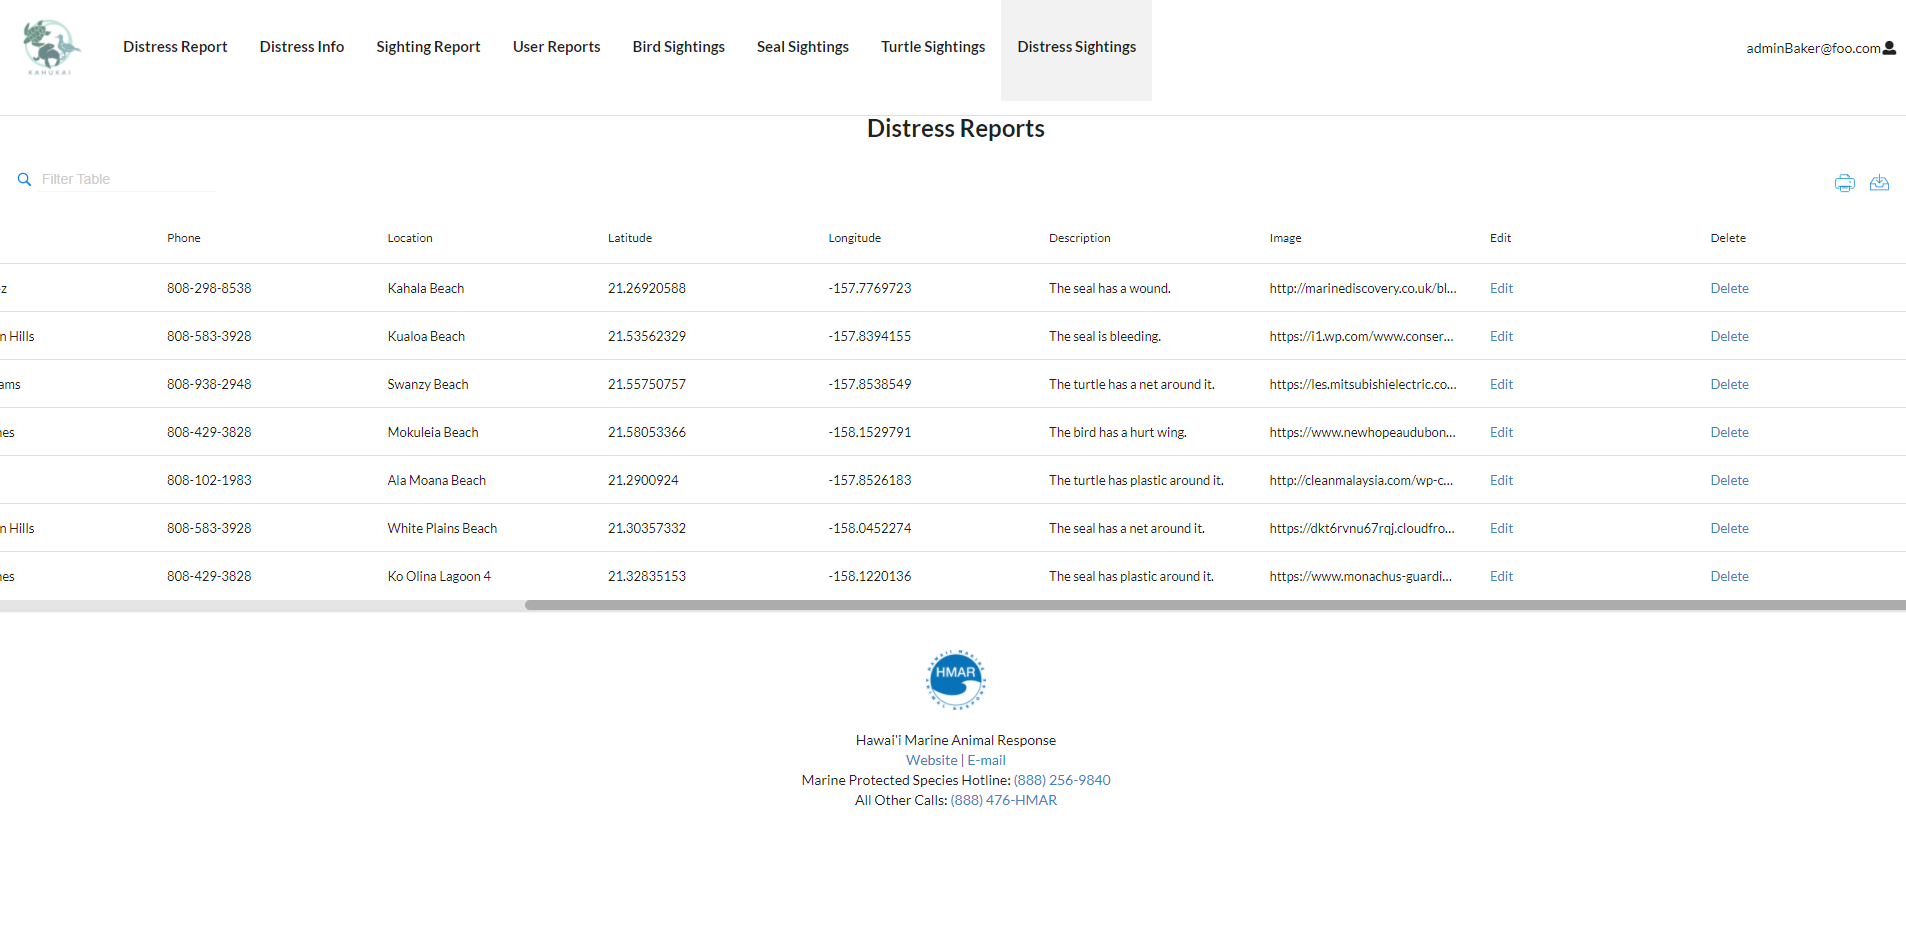 KAHUKAI
Distress Report Distress Info Sighting Report User Reports Bird Sightings Seal Sightings Turtle Sightings Distress Sightings adminBaker@foo.com
Distress Reports
Filter Table
Phone Location Latitude Longitude Description Image Edit Delete
z 808-298-8538 Kahala Beach 21.26920588 -157.7769723 The seal has a wound. http://marinediscovery.co.uk/bl... Edit Delete
n Hills 808-583-3928 Kualoa Beach 21.53562329 -157.8394155 The seal is bleeding. https://i1.wp.com/www.conser... Edit Delete
ams 808-938-2948 Swanzy Beach 21.55750757 -157.8538549 The turtle has a net around it. https://les.mitsubishielectric.co... Edit Delete
nes 808-429-3828 Mokuleia Beach 21.58053366 -158.1529791 The bird has a hurt wing. https://www.newhopeaudubon... Edit Delete
808-102-1983 Ala Moana Beach 21.2900924 -157.8526183 The turtle has plastic around it. http://cleanmalaysia.com/wp-c... Edit Delete
n Hills 808-583-3928 White Plains Beach 21.30357332 -158.0452274 The seal has a net around it. https://dkt6rvnu67rqj.cloudfro... Edit Delete
nes 808-429-3828 Ko Olina Lagoon 4 21.32835153 -158.1220136 The seal has plastic around it. https://www.monachus-guardi... Edit Delete
HAWAII MARINE
HMAR
ANIMAL RESPONSE
Hawai'i Marine Animal Response
Website | E-mail
Marine Protected Species Hotline: (888) 256-9840
All Other Calls: (888) 476-HMAR